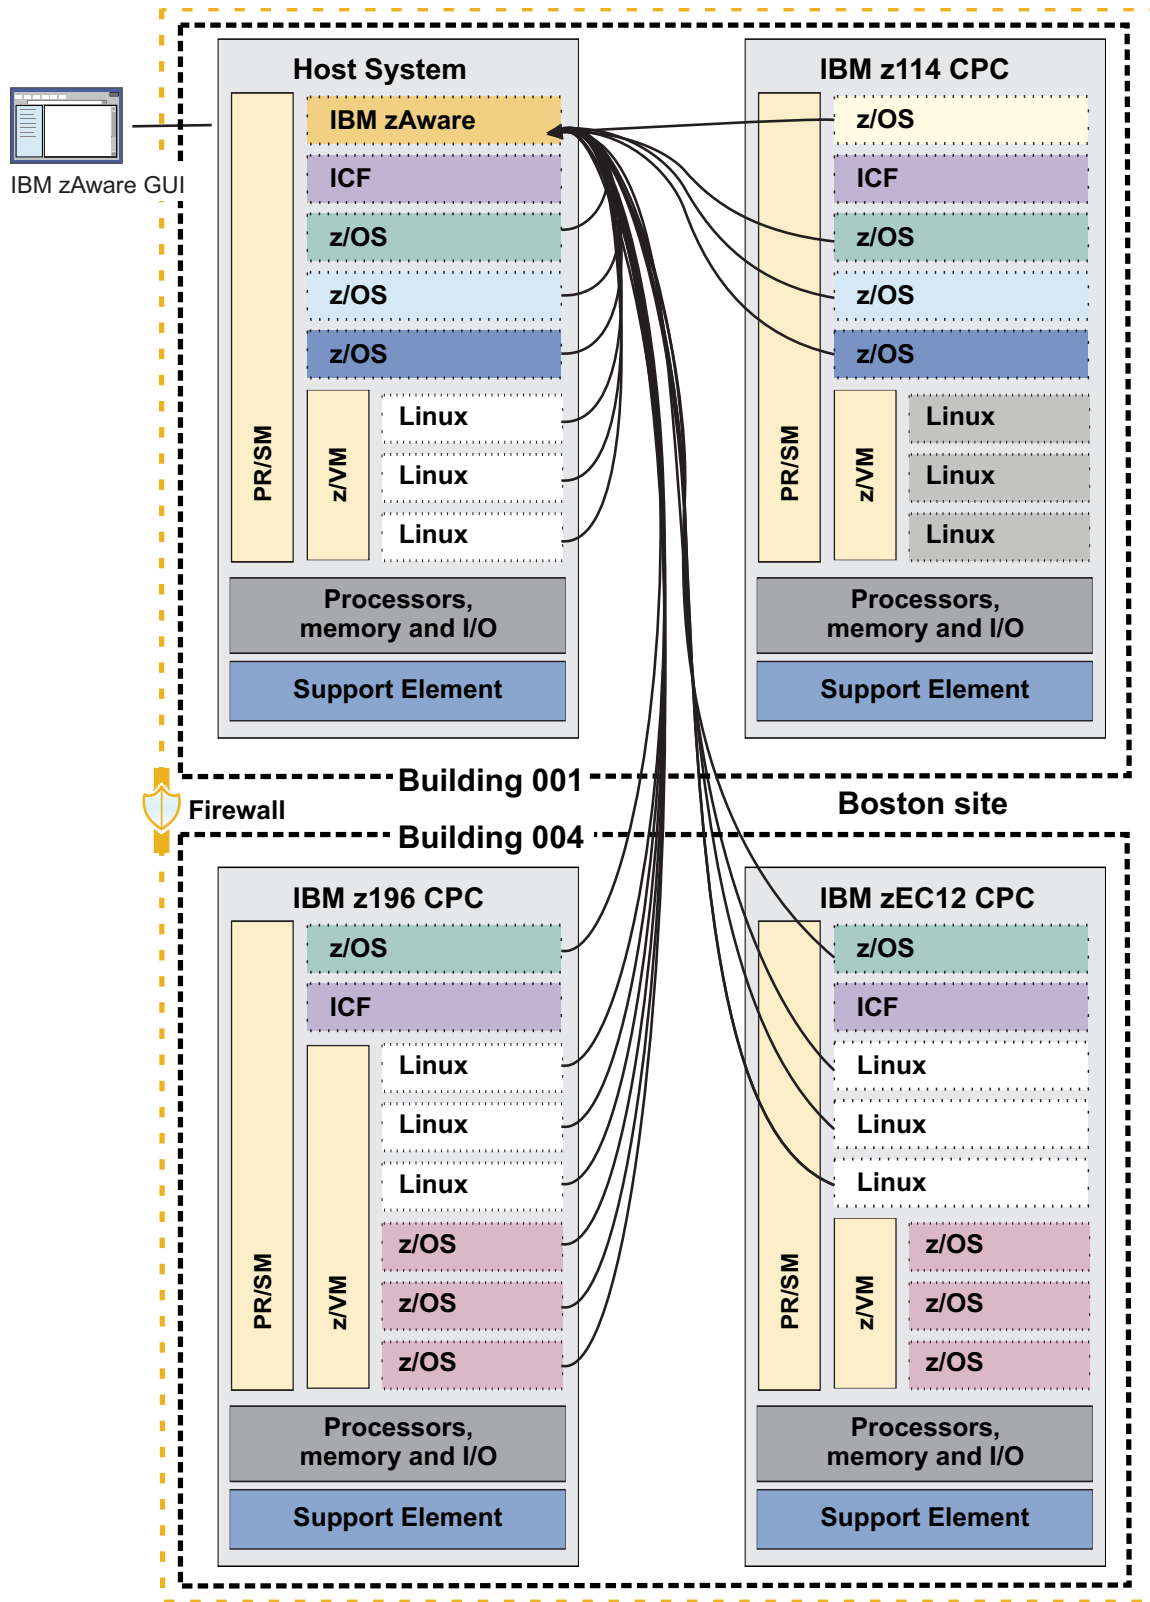 IBM zAware GUI
Host System
IBM zAware
ICF
z/OS
z/OS
z/OS
PR/SM
z/VM
Linux
Linux
Linux
Processors,
memory and I/O
Support Element
IBM z114 CPC
z/OS
ICF
z/OS
z/OS
z/OS
PR/SM
z/VM
Linux
Linux
Linux
Processors,
memory and I/O
Support Element
Building 001
Firewall
Boston site
Building 004
IBM z196 CPC
z/OS
ICF
PR/SM
z/VM
Linux
Linux
Linux
z/OS
z/OS
z/OS
Processors,
memory and I/O
Support Element
IBM zEC12 CPC
z/OS
ICF
Linux
Linux
Linux
PR/SM
z/VM
z/OS
z/OS
z/OS
Processors,
memory and I/O
Support Element